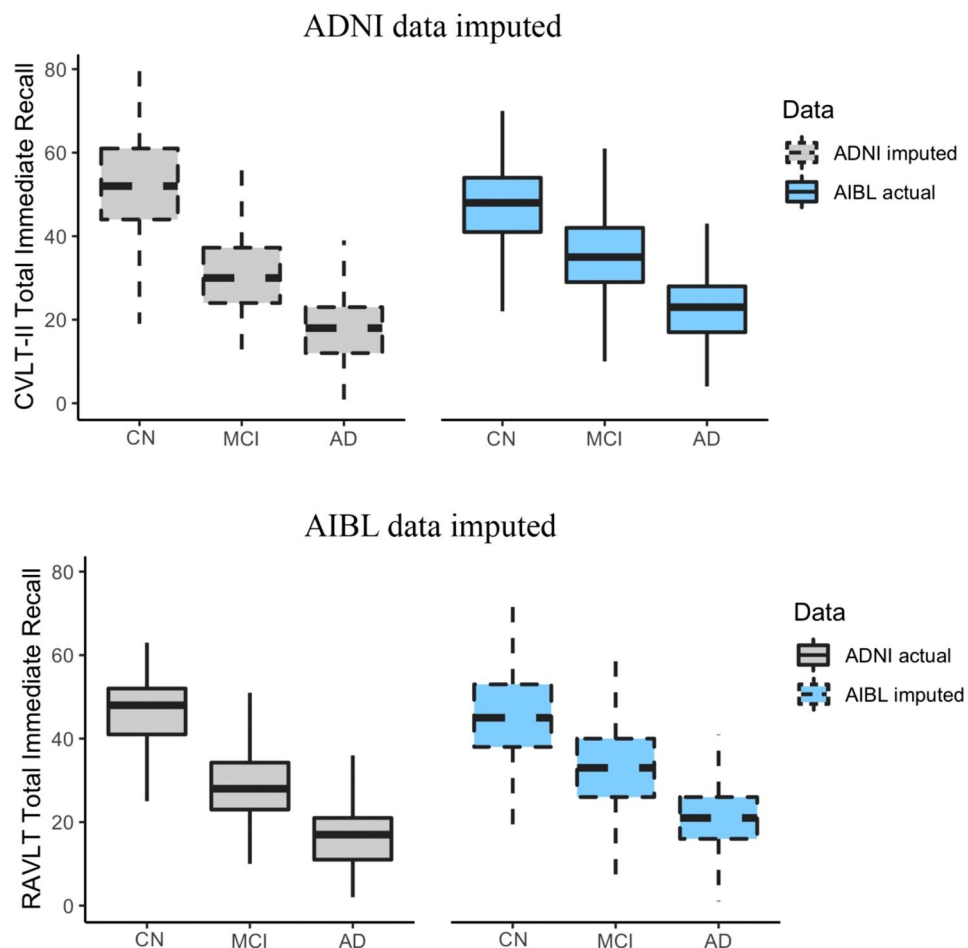 ADNI data imputed
CVLT-II Total Immediate Recall
80
60
40
20
0
CN MCI AD
CN MCI AD
Data
ADNI imputed
AIBL actual
AIBL data imputed
RAVLT Total Immediate Recall
80
60
40
20
0
CN MCI AD
CN MCI AD
Data
ADNI actual
AIBL imputed